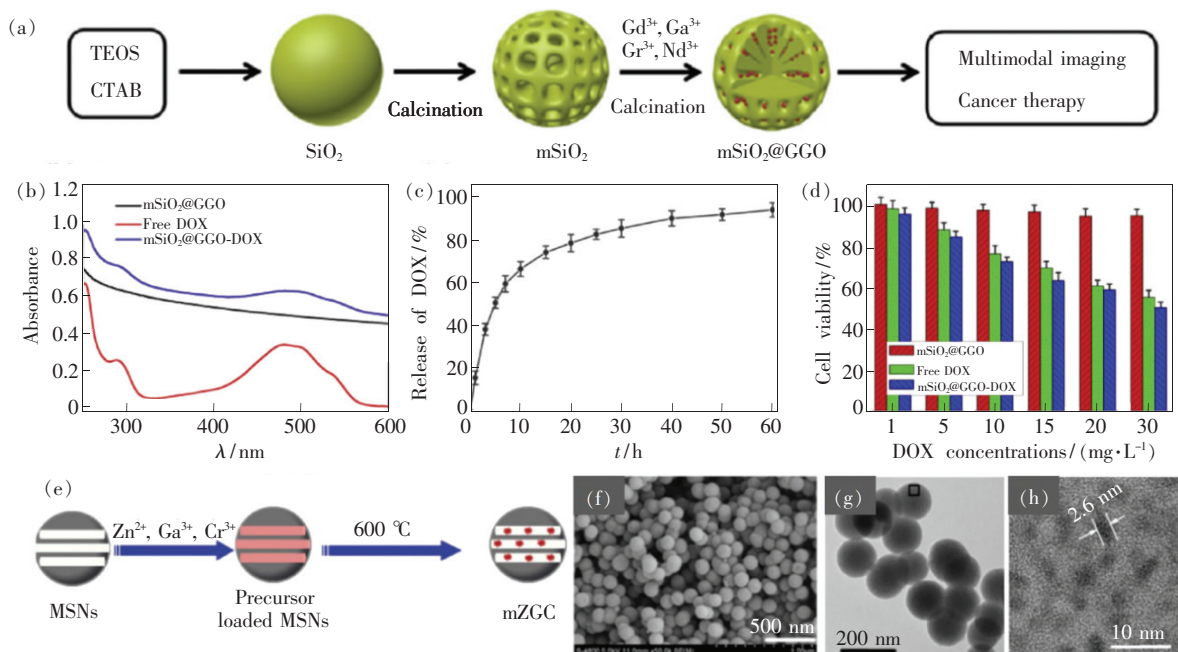 (a)
TEOS
CTAB
SiO₂
Calcination
mSiO₂
Gd³⁺, Ga³⁺
Gr³⁺, Nd³⁺
Calcination
mSiO₂@GGO
Multimodal imaging
Cancer therapy
(b)
1.2
1.0
0.8
0.6
0.4
0.2
0
Absorbance
mSiO₂@GGO
Free DOX
mSiO₂@GGO-DOX
300 400 500 600
λ/nm
(c)
100
80
60
40
20
0
Release of DOX/%
0 10 20 30 40 50 60
t/h
(d)
100
80
60
40
20
0
Cell viability/%
mSiO₂@GGO
Free DOX
mSiO₂@GGO-DOX
1 5 10 15 20 30
DOX concentrations/(mg·L⁻¹)
(e)
MSNs
Zn²⁺, Ga³⁺, Cr³⁺
Precursor
loaded MSNs
600 ℃
mZGC
(f)
500 nm
(g)
200 nm
(h)
2.6 nm
10 nm